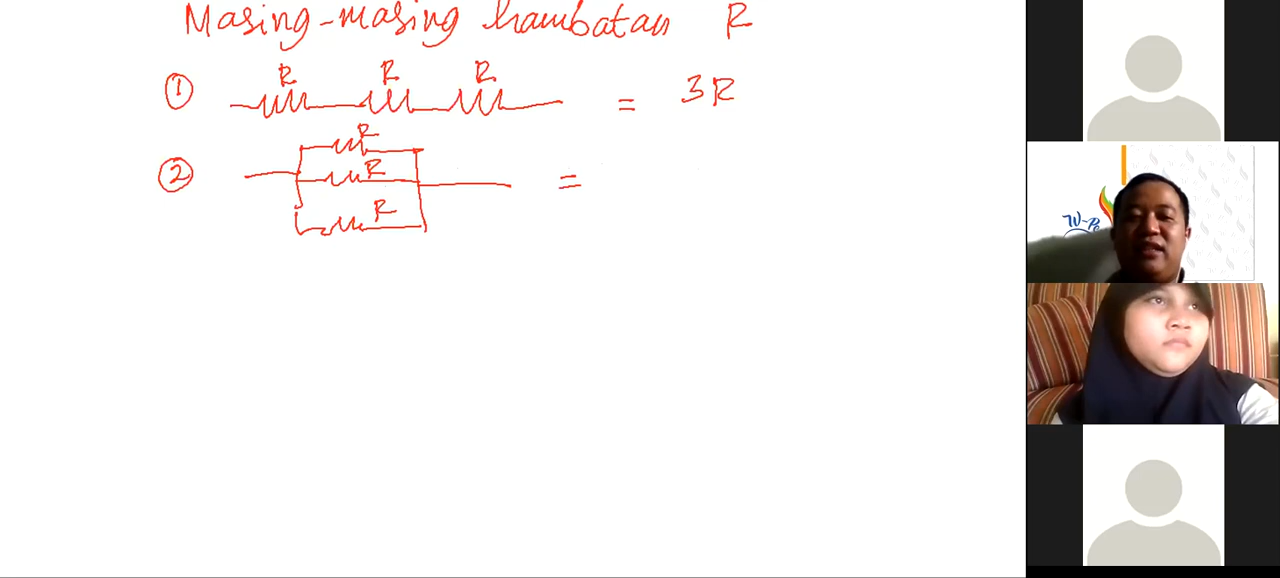 Masing-masing hambatan R
① R R R = 3R
② R
R
R =